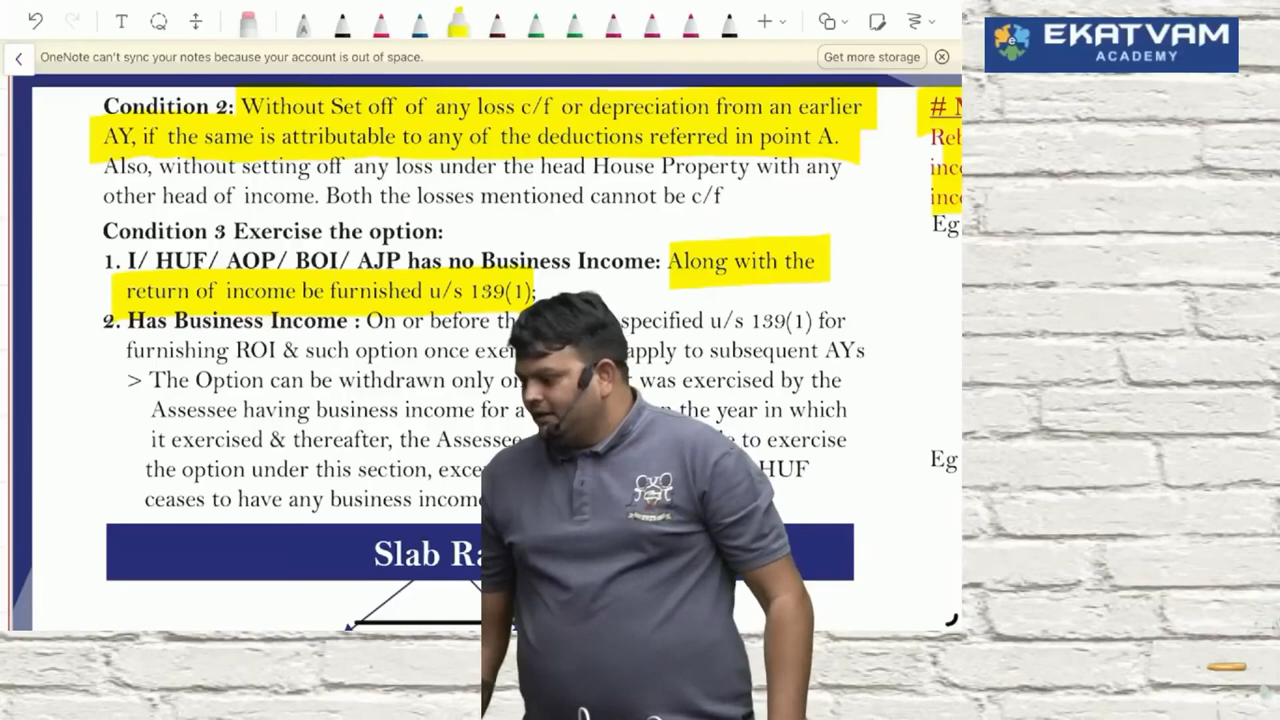 OneNote can't sync your notes because your account is out of space.
Get more storage
EKATVAM
ACADEMY
Condition 2: Without Set off of any loss c/f or depreciation from an earlier
AY, if the same is attributable to any of the deductions referred in point A.
Also, without setting off any loss under the head House Property with any
other head of income. Both the losses mentioned cannot be c/f
Condition 3 Exercise the option:
1. I/ HUF/ AOP/ BOI/ AJP has no Business Income: Along with the
return of income be furnished u/s 139(1);
2. Has Business Income : On or before specified u/s 139(1) for
furnishing ROI & such option once apply to subsequent AYs
> The Option can be withdrawn only was exercised by the
Assessee having business income for the year in which
it exercised & thereafter, the Assessee to exercise
the option under this section, HUF
ceases to have any business
Slab
#
Eg
Eg